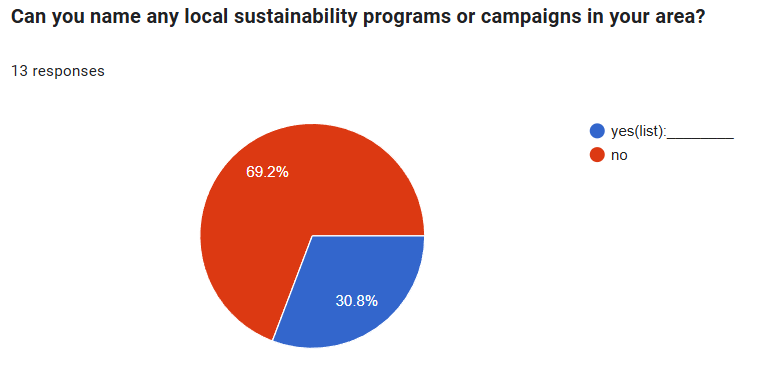 Can you name any local sustainability programs or campaigns in your area?
13 responses
yes(list):_________
no
69.2%
30.8%